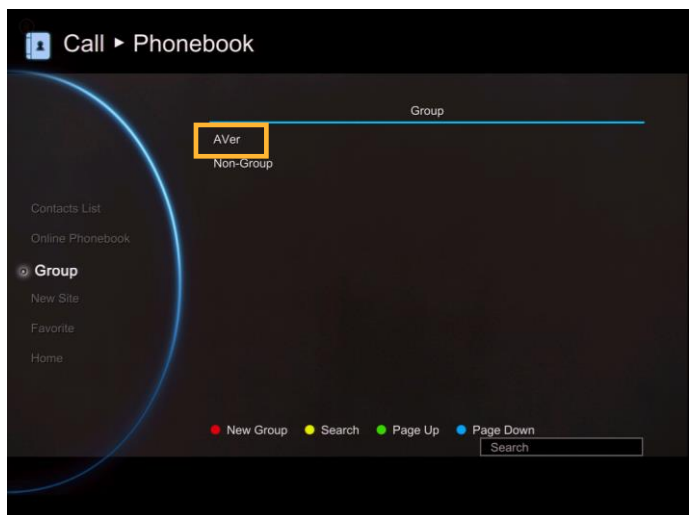 Call ► Phonebook
Group
AVer
Non-Group
Contacts List
Online Phonebook
Group
New Site
Favorite
Home
New Group Search Page Up Page Down
Search